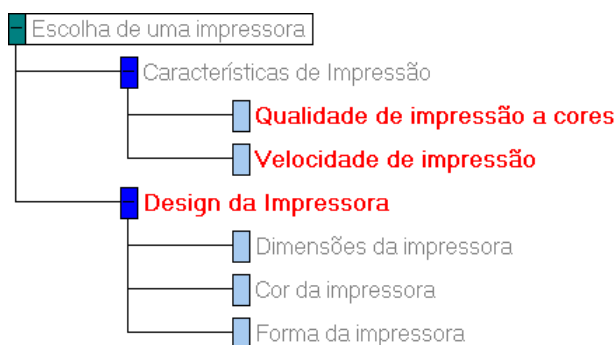 Escolha de uma impressora
Características de Impressão
Qualidade de impressão a cores
Velocidade de impressão
Design da Impressora
Dimensões da impressora
Cor da impressora
Forma da impressora